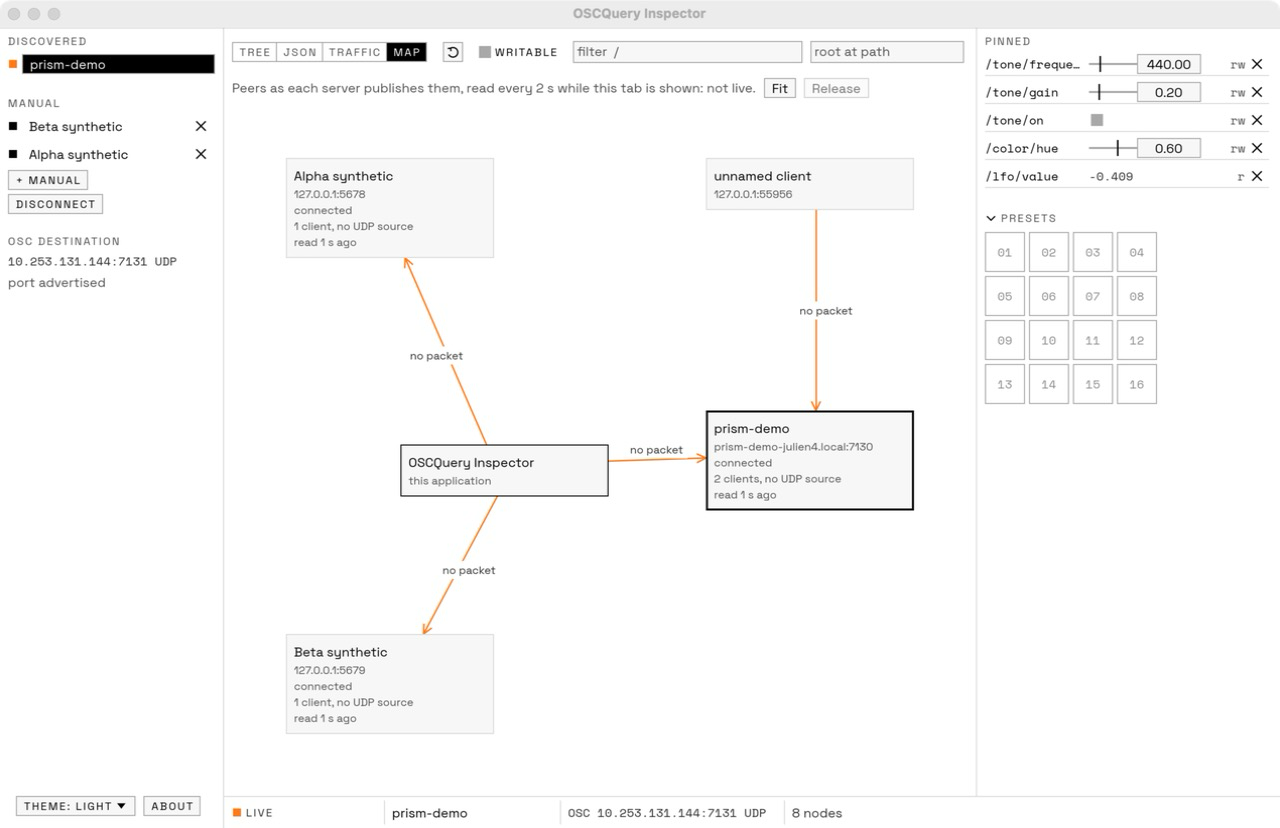 OSCQuery Inspector
DISCOVERED
prism-demo
MANUAL
Beta synthetic
Alpha synthetic
+ MANUAL
DISCONNECT
OSC DESTINATION
10.253.131.144:7131 UDP
port advertised
THEME: LIGHT
ABOUT
TREE JSON TRAFFIC MAP
WRITABLE
filter /
root at path
Peers as each server publishes them, read every 2 s while this tab is shown: not live.
Fit
Release
Alpha synthetic
127.0.0.1:5678
connected
1 client, no UDP source
read 1 s ago
unnamed client
127.0.0.1:55956
no packet
no packet
OSCQuery Inspector
this application
no packet
prism-demo
prism-demo-julien4.local:7130
connected
2 clients, no UDP source
read 1 s ago
no packet
Beta synthetic
127.0.0.1:5679
connected
1 client, no UDP source
read 1 s ago
LIVE
prism-demo
OSC 10.253.131.144:7131 UDP
8 nodes
PINNED
/tone/freque… 440.00 rw
/tone/gain 0.20 rw
/tone/on rw
/color/hue 0.60 rw
/lfo/value -0.409 r
PRESETS
01 02 03 04
05 06 07 08
09 10 11 12
13 14 15 16